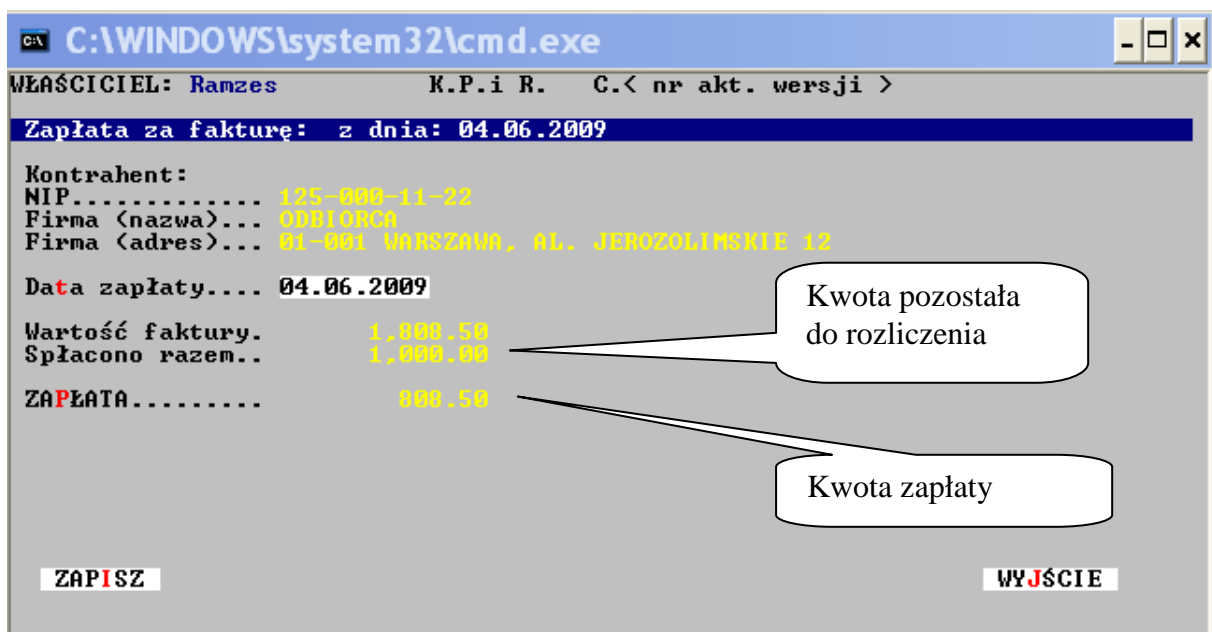 C:\WINDOWS\system32\cmd.exe
WŁAŚCICIEL: Ramzes K.P.i R. C.< nr akt. wersji >
Zapłata za fakturę: z dnia: 04.06.2009
Kontrahent:
NIP............. 125-000-11-22
Firma (nazwa)... ODBIORCA
Firma (adres)... 01-001 WARSZAWA, AL. JEROZOLIMSKIE 12
Data zapłaty.... 04.06.2009
Kwota pozostała
do rozliczenia
Wartość faktury. 1,808.50
Spłacono razem.. 1,000.00
ZAPŁATA......... 808.50
Kwota zapłaty
ZAPISZ WYJŚCIE